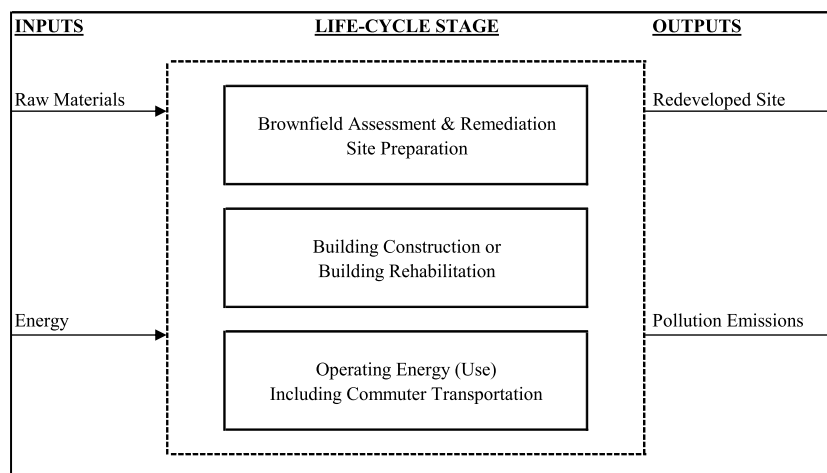 INPUTS
LIFE-CYCLE STAGE
OUTPUTS
Raw Materials
Brownfield Assessment & Remediation
Site Preparation
Redeveloped Site
Building Construction or
Building Rehabilitation
Energy
Pollution Emissions
Operating Energy (Use)
Including Commuter Transportation